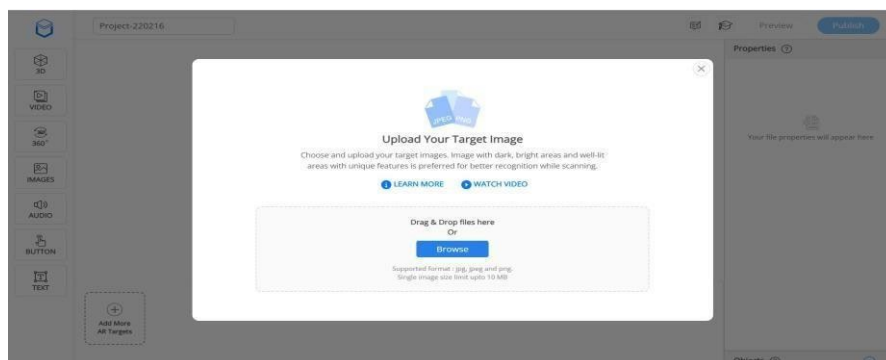 Project-220216
Preview
Publish
Properties
3D
VIDEO
360°
IMAGES
AUDIO
BUTTON
TEXT
Add More
AR Targets
JPEG PNG
Upload Your Target Image
Choose and upload your target images. Image with dark, bright areas and well-lit
areas with unique features is preferred for better recognition while scanning.
LEARN MORE WATCH VIDEO
Drag & Drop files here
Or
Browse
Supported format : jpg, jpeg and png.
Single image size limit upto 10 MB
Your file properties will appear here
Objects